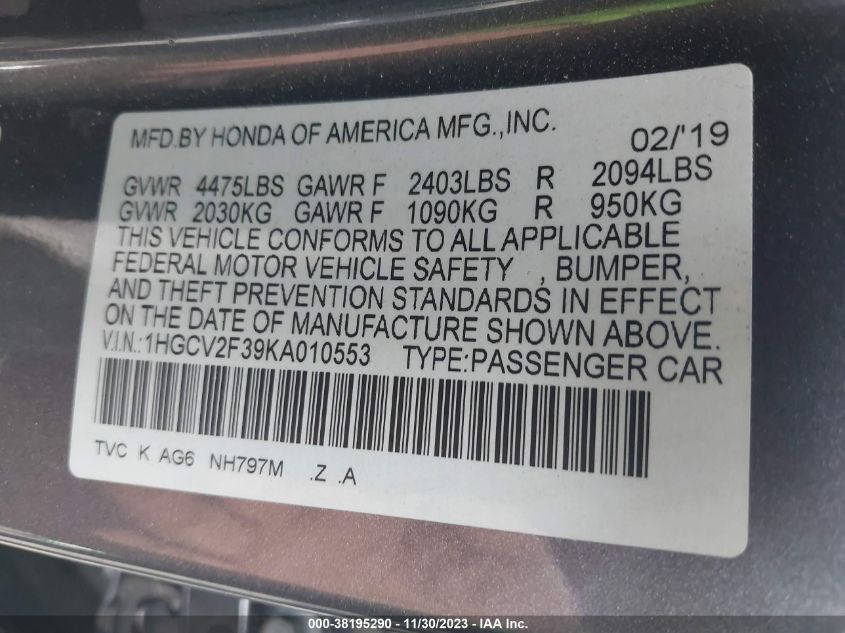 MFD.BY HONDA OF AMERICA MFG.,INC. 02/'19
GVWR 4475LBS GAWR F 2403LBS R 2094LBS
GVWR 2030KG GAWR F 1090KG R 950KG
THIS VEHICLE CONFORMS TO ALL APPLICABLE
FEDERAL MOTOR VEHICLE SAFETY , BUMPER,
AND THEFT PREVENTION STANDARDS IN EFFECT
ON THE DATE OF MANUFACTURE SHOWN ABOVE.
V.I.N.:1HGCV2F39KA010553 TYPE:PASSENGER CAR
TVC K AG6 NH797M .Z .A
000-38195290 - 11/30/2023 - IAA Inc.